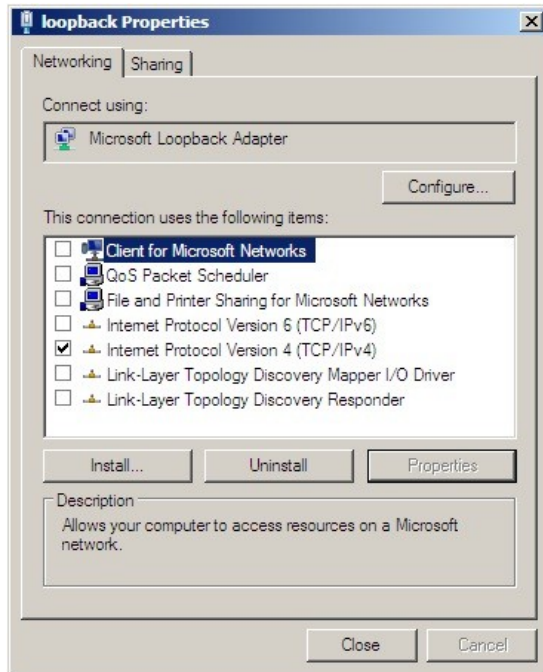 loopback Properties
Networking
Sharing
Connect using:
Microsoft Loopback Adapter
Configure...
This connection uses the following items:
Client for Microsoft Networks
QoS Packet Scheduler
File and Printer Sharing for Microsoft Networks
Internet Protocol Version 6 (TCP/IPv6)
Internet Protocol Version 4 (TCP/IPv4)
Link-Layer Topology Discovery Mapper I/O Driver
Link-Layer Topology Discovery Responder
Install...
Uninstall
Properties
Description
Allows your computer to access resources on a Microsoft
network.
Close
Cancel